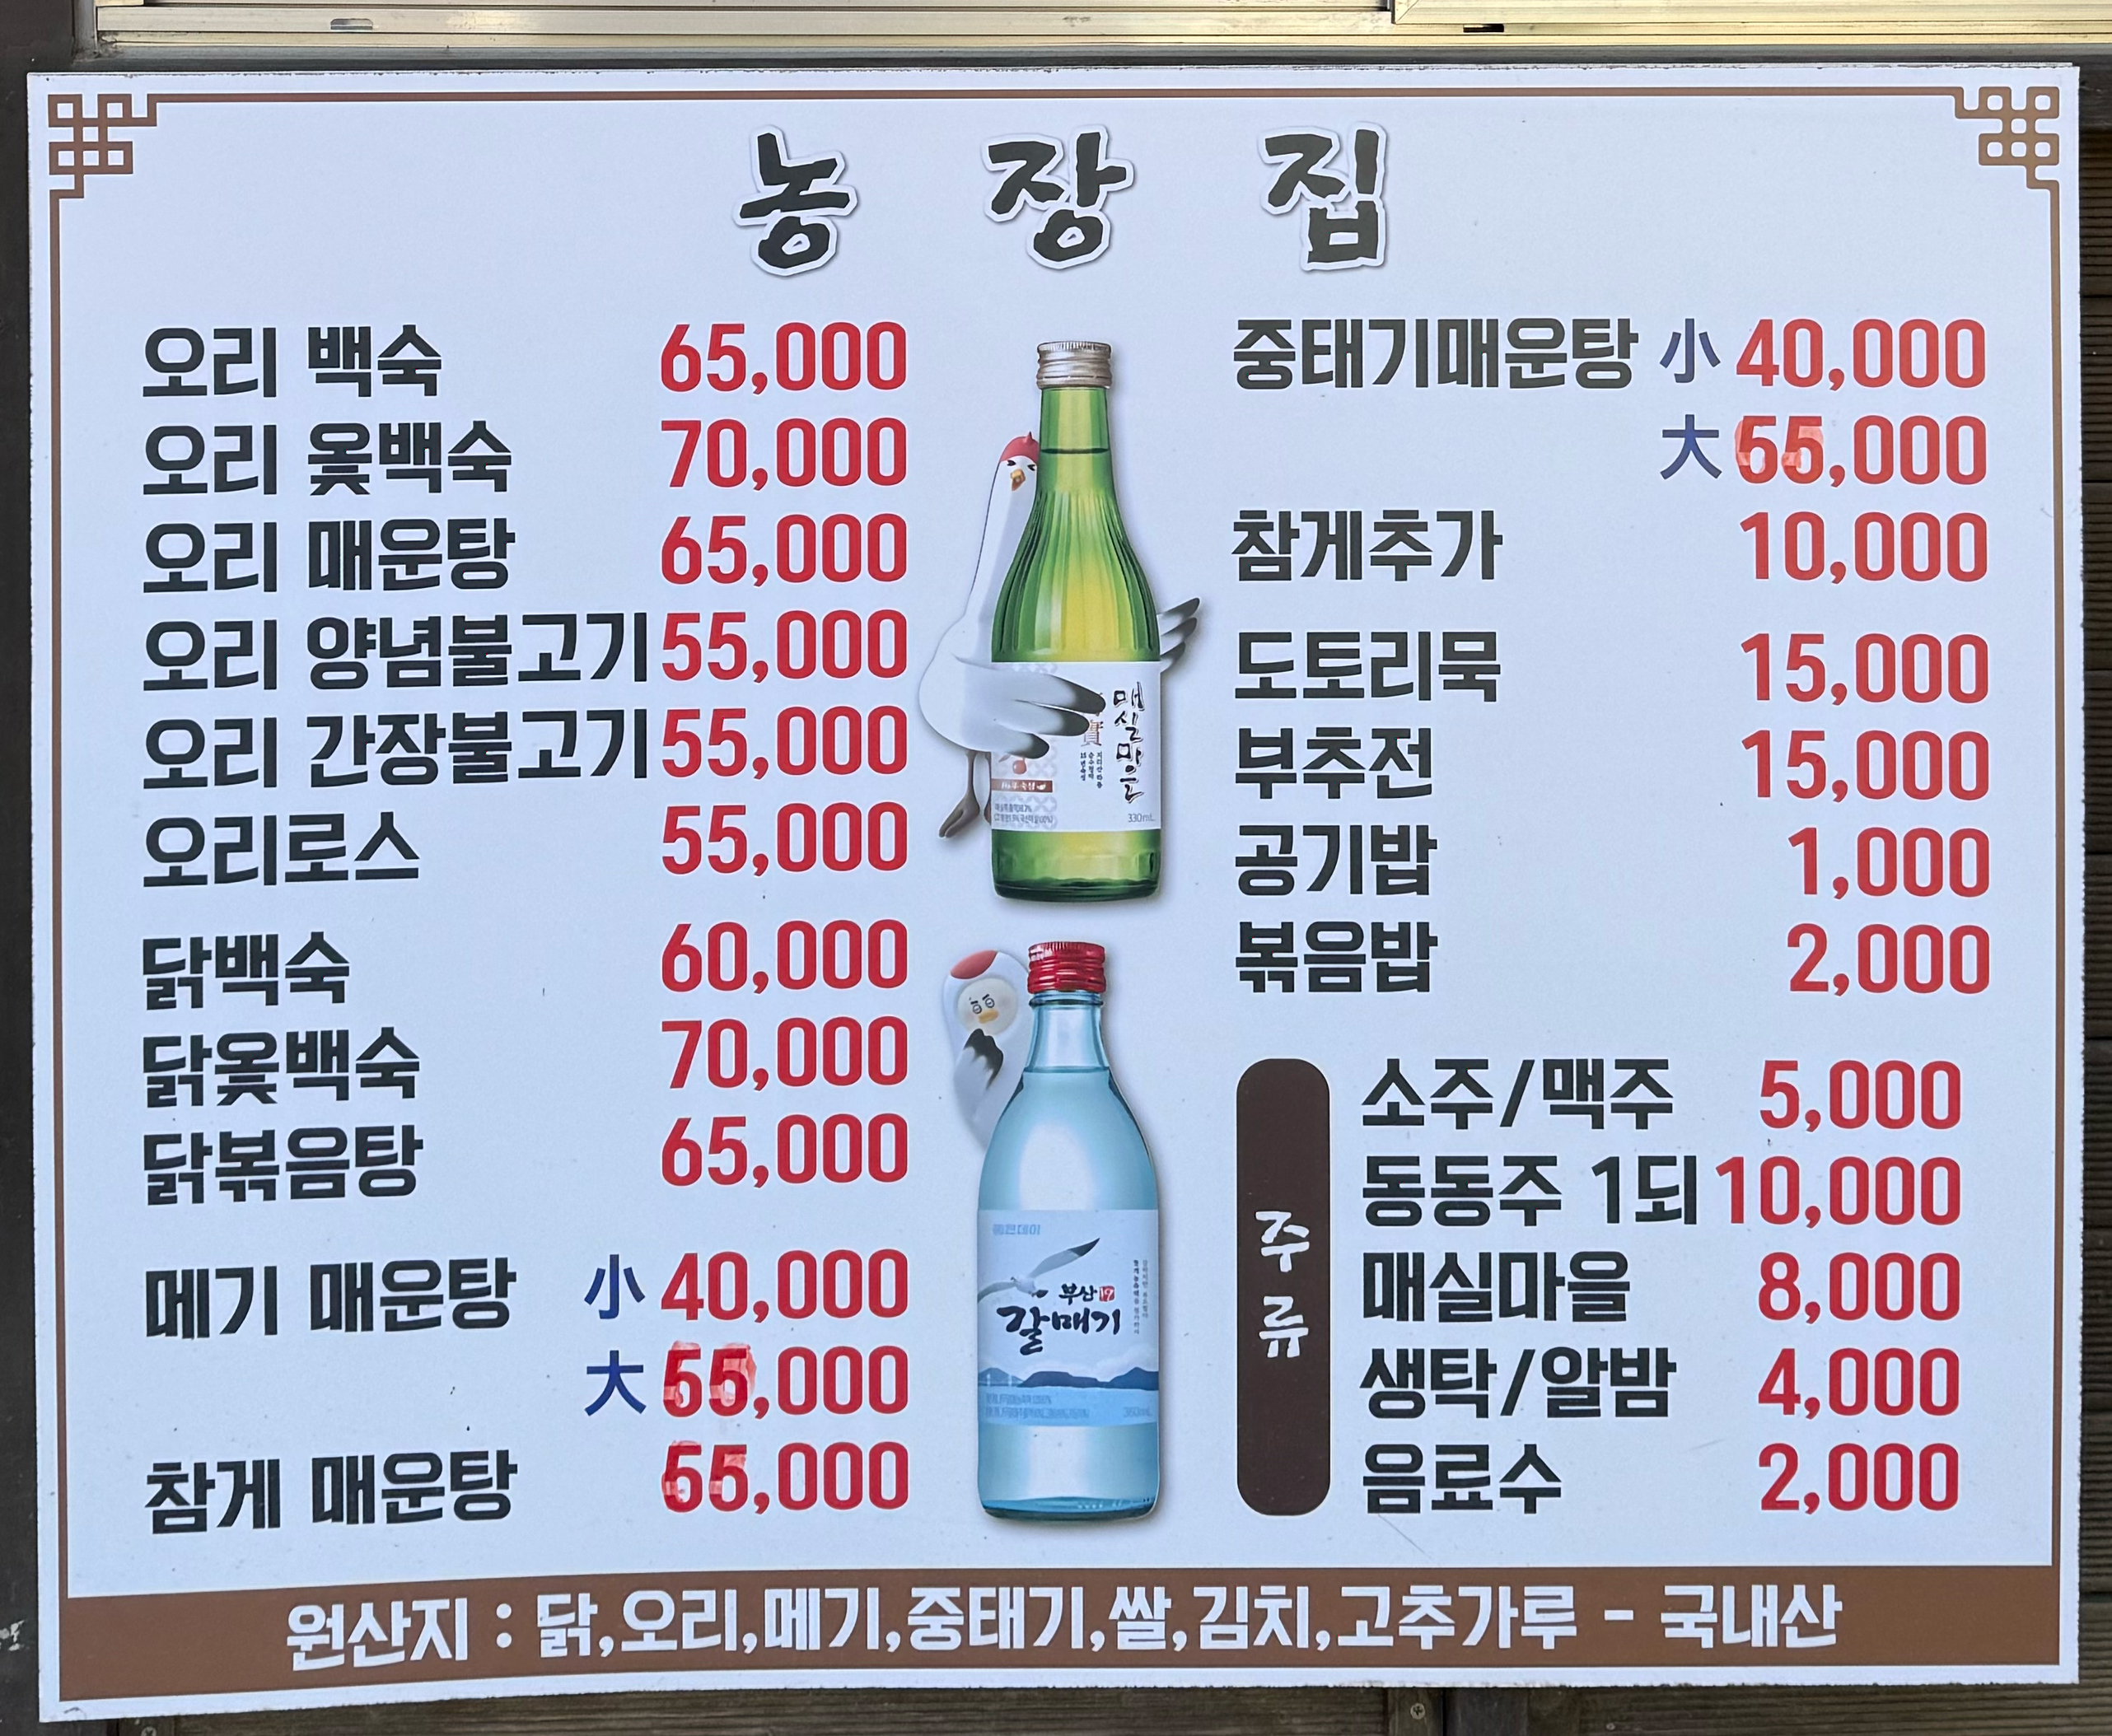 농 장 집
오리 백숙 65,000
오리 옻백숙 70,000
오리 매운탕 65,000
오리 양념불고기 55,000
오리 간장불고기 55,000
오리로스 55,000
닭백숙 60,000
닭옻백숙 70,000
닭볶음탕 65,000
메기 매운탕 小 40,000
大 55,000
참게 매운탕 55,000
매실마을
330mL
부산 갈매기
중태기매운탕 小 40,000
大 55,000
참게추가 10,000
도토리묵 15,000
부추전 15,000
공기밥 1,000
볶음밥 2,000
주류
소주/맥주 5,000
동동주 1되 10,000
매실마을 8,000
생탁/알밤 4,000
음료수 2,000
원산지 : 닭,오리,메기,중태기,쌀,김치,고추가루 - 국내산